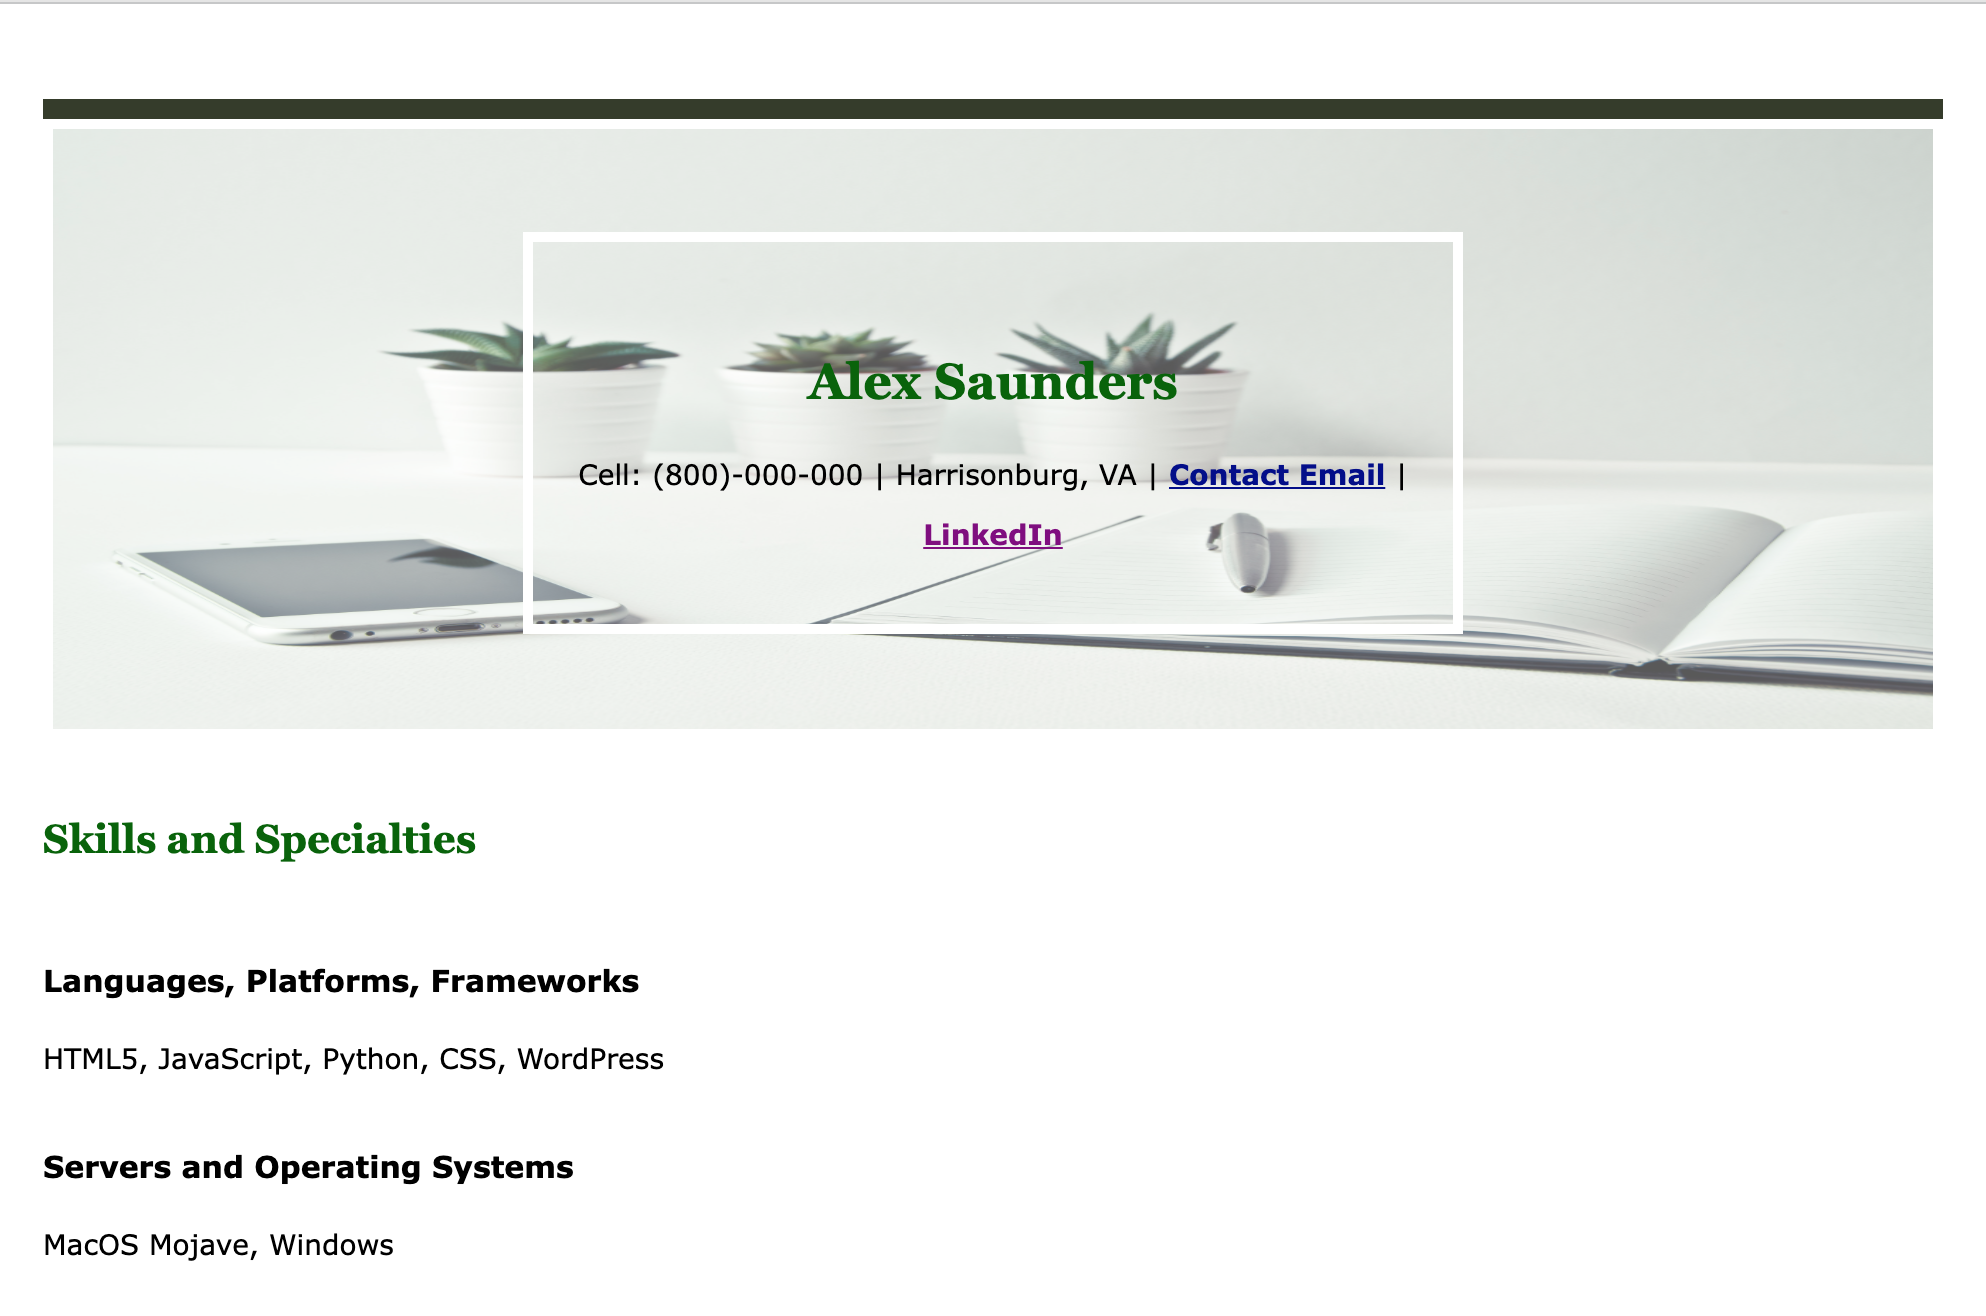 Alex Saunders
Cell: (800)-000-000 | Harrisonburg, VA | Contact Email |
LinkedIn
Skills and Specialties
Languages, Platforms, Frameworks
HTML5, JavaScript, Python, CSS, WordPress
Servers and Operating Systems
MacOS Mojave, Windows